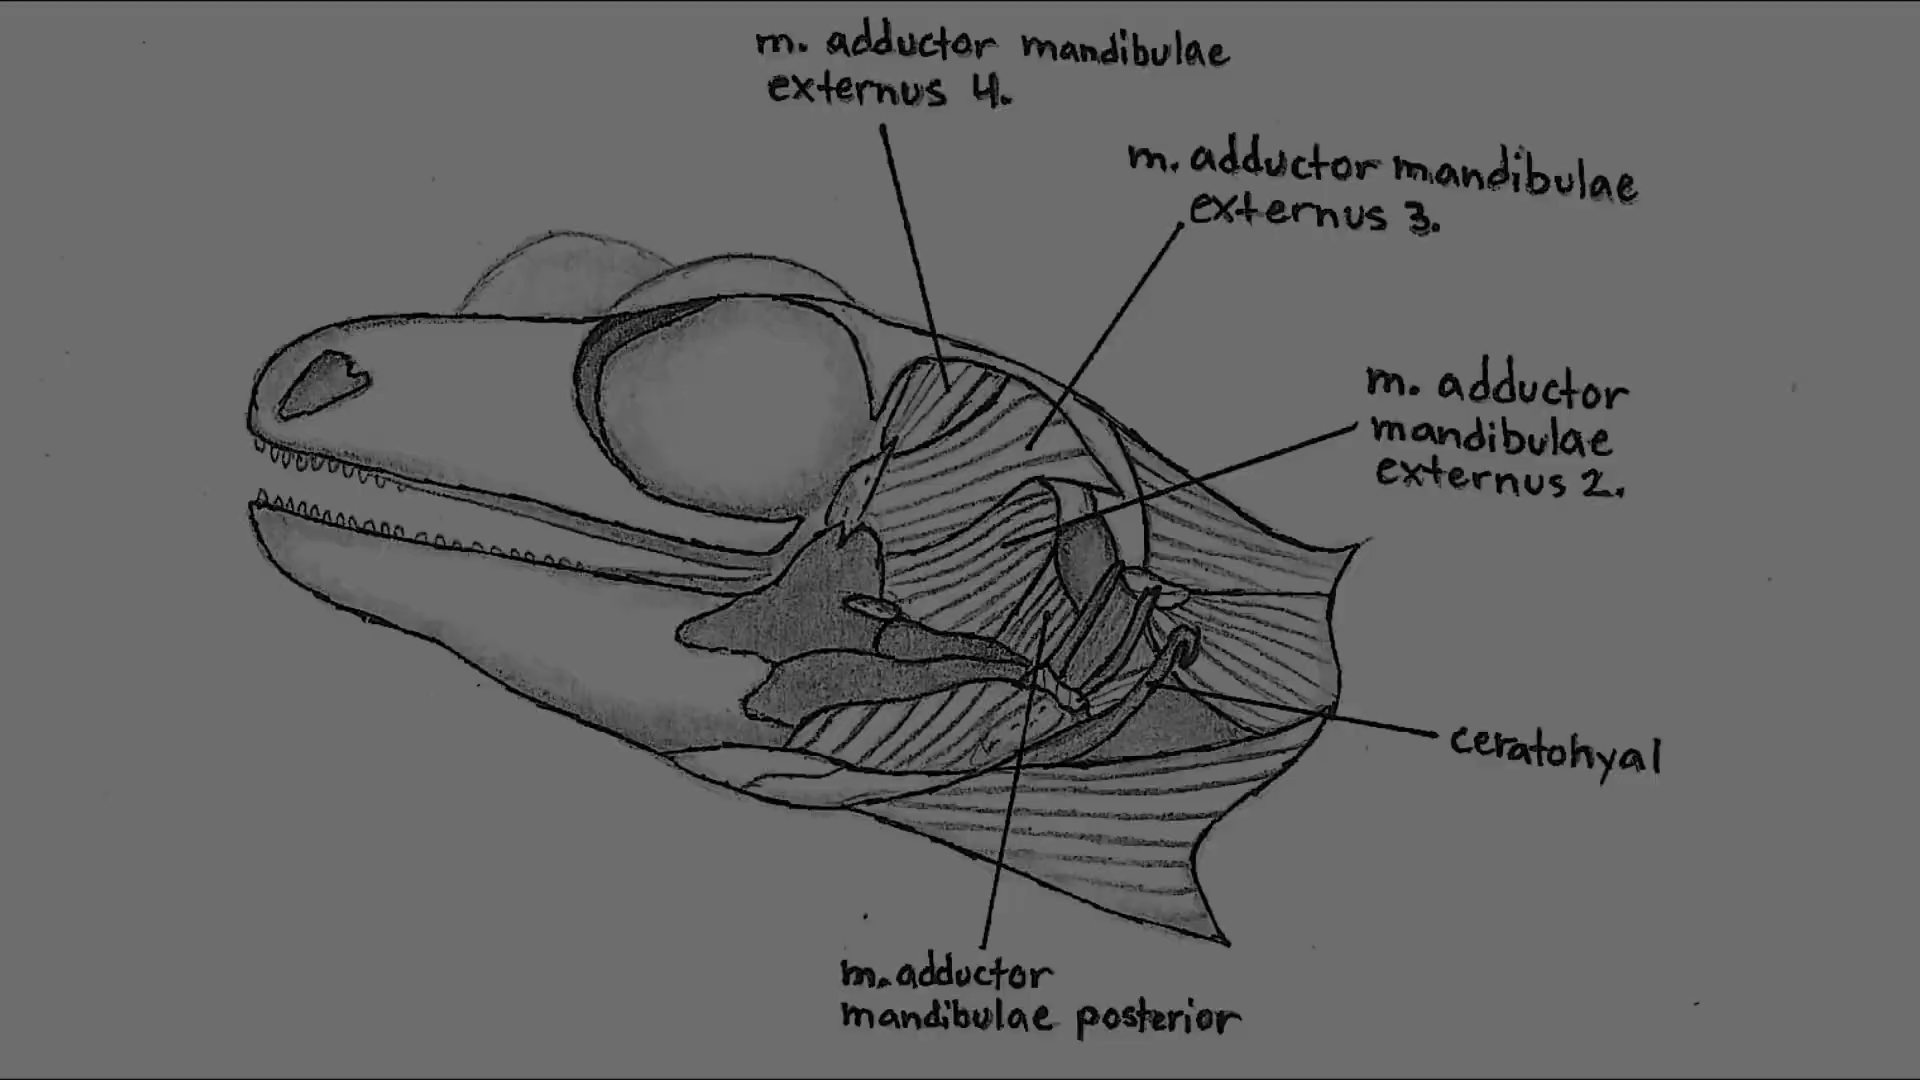 m. adductor mandibulae
externus 4.
m. adductor mandibulae
externus 3.
m. adductor
mandibulae
externus 2.
ceratohyal
m. adductor
mandibulae posterior